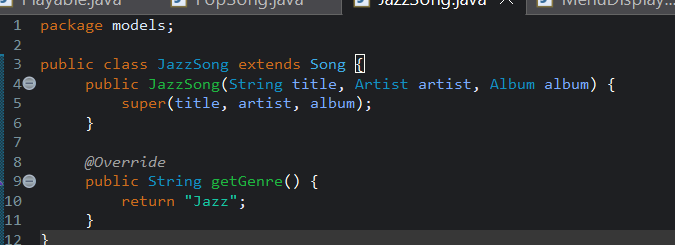 Playable.java PopSong.java JazzSong.java MenuDisplay...
1 package models;
2
3 public class JazzSong extends Song {
4 public JazzSong(String title, Artist artist, Album album) {
5 super(title, artist, album);
6 }
7
8 @Override
9 public String getGenre() {
10 return "Jazz";
11 }
12 }